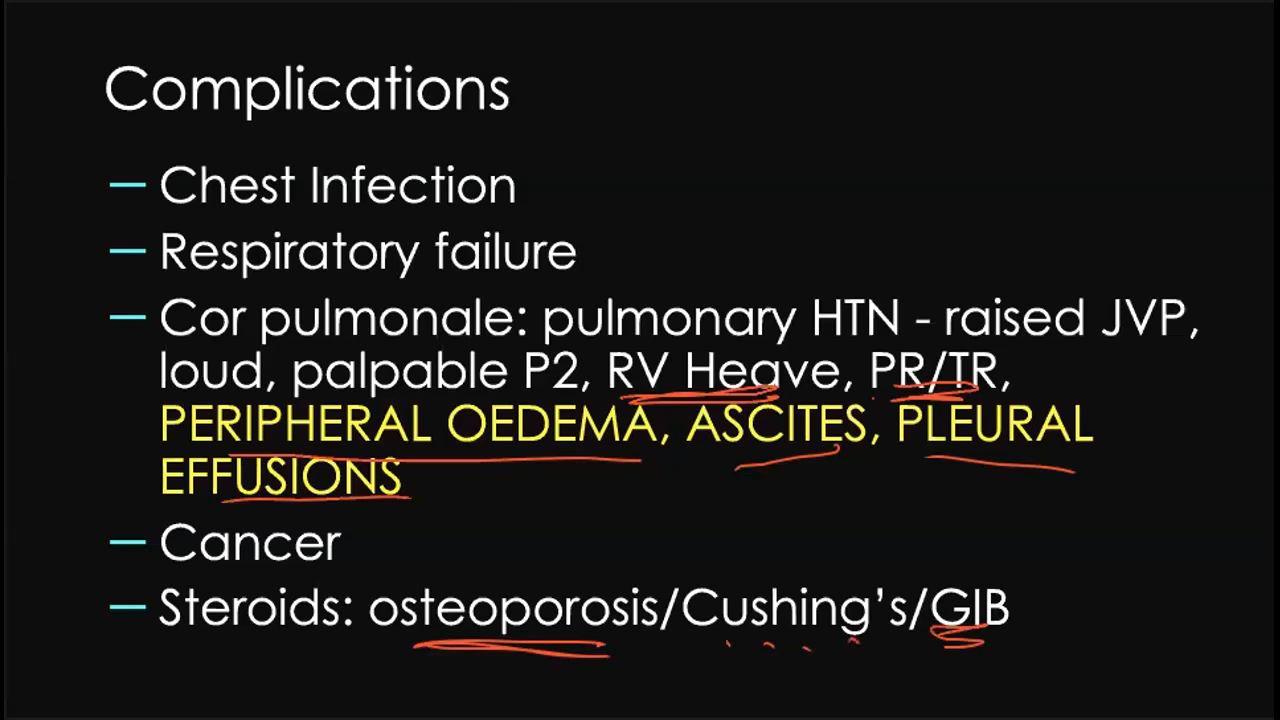 Complications
— Chest Infection
— Respiratory failure
— Cor pulmonale: pulmonary HTN - raised JVP,
loud, palpable P2, RV Heave, PR/TR,
PERIPHERAL OEDEMA, ASCITES, PLEURAL
EFFUSIONS
— Cancer
— Steroids: osteoporosis/Cushing’s/GIB